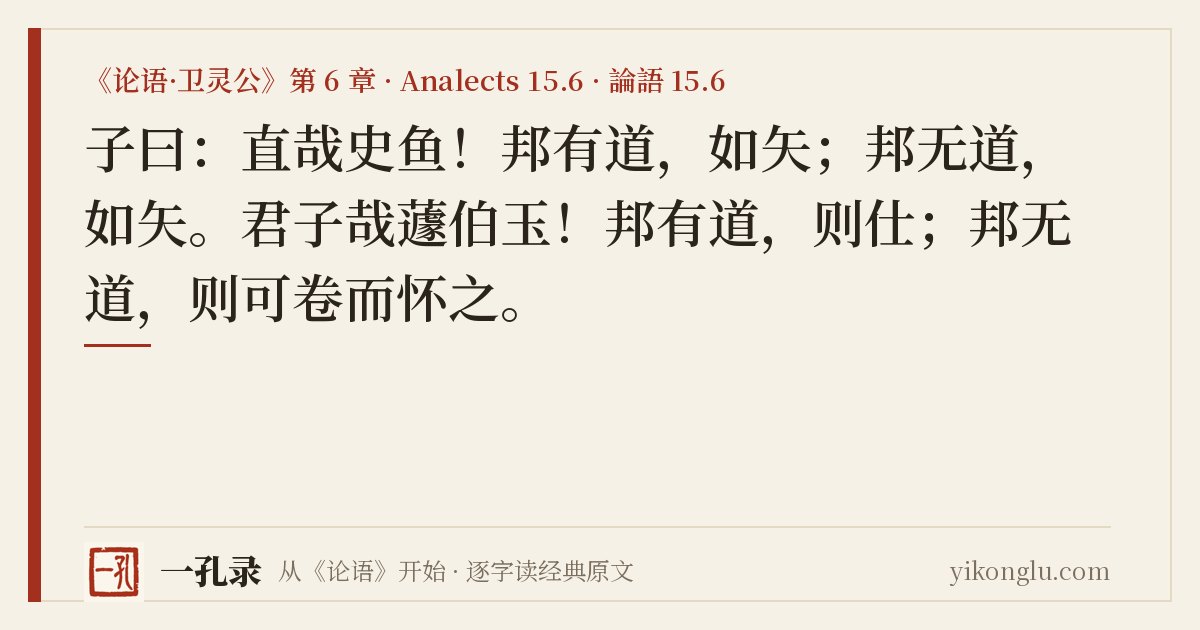 《论语·卫灵公》第 6 章 · Analects 15.6 · 論語 15.6
子曰：直哉史鱼！邦有道，如矢；邦无道，
如矢。君子哉蘧伯玉！邦有道，则仕；邦无
道，则可卷而怀之。
一孔
一孔录 从《论语》开始 · 逐字读经典原文 yikonglu.com